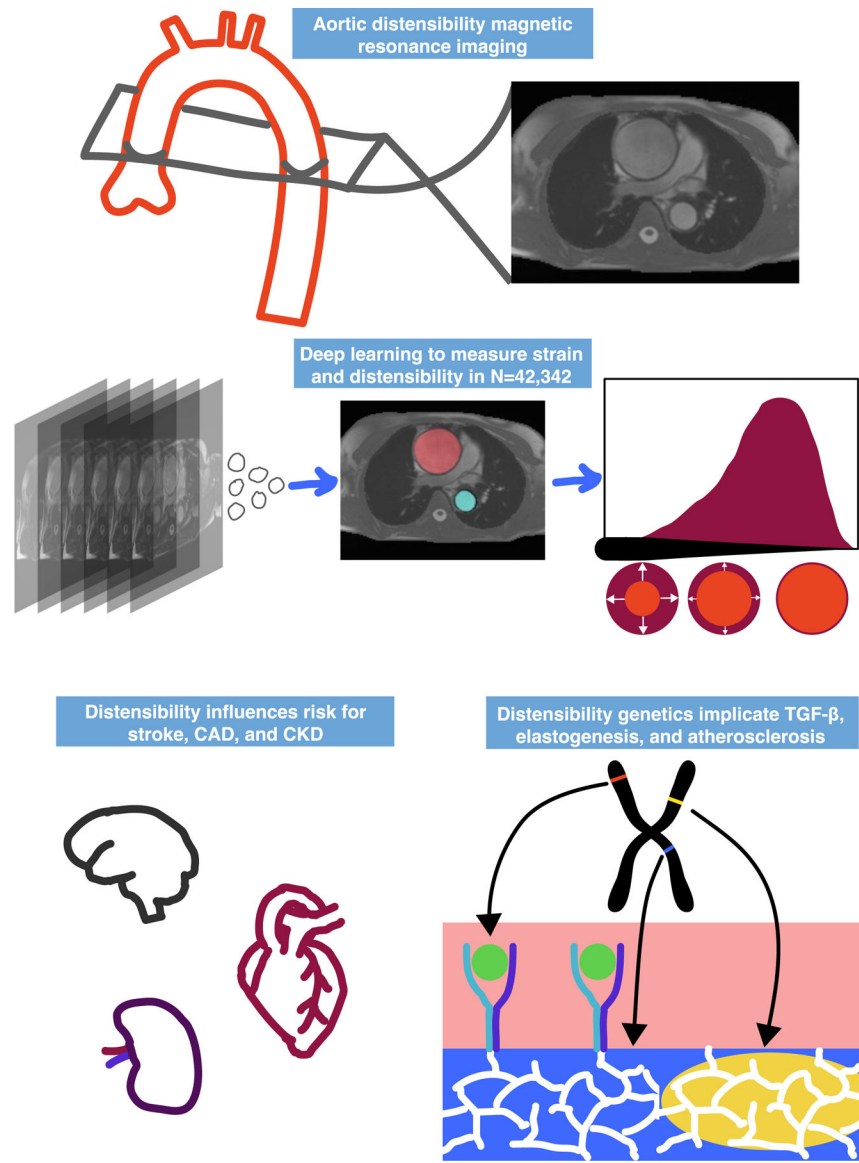 Aortic distensibility magnetic
resonance imaging
Deep learning to measure strain
and distensibility in N=42,342
Distensibility influences risk for
stroke, CAD, and CKD
Distensibility genetics implicate TGF-β,
elastogenesis, and atherosclerosis